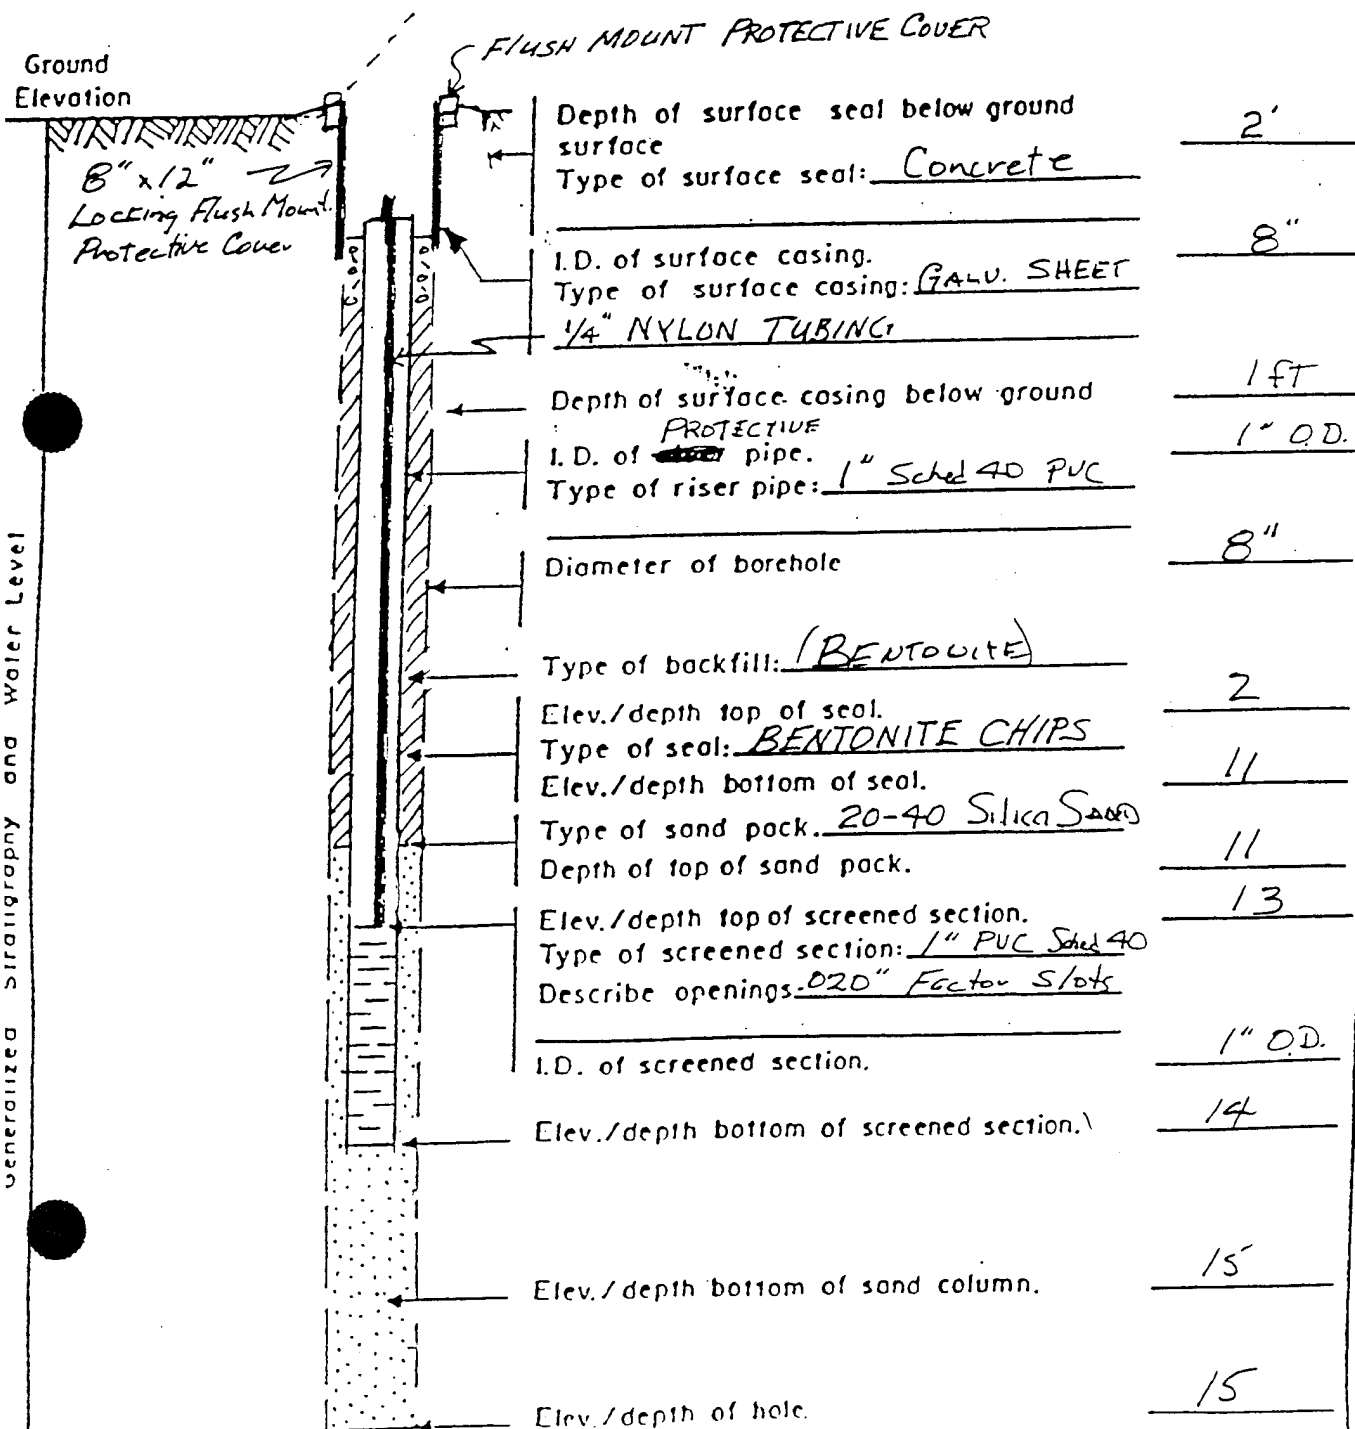 FLUSH MOUNT PROTECTIVE COVER
Ground
Elevation
8" x 12"
Locking Flush Mount
Protective Cover
Depth of surface seal below ground
surface 2'
Type of surface seal: Concrete
I.D. of surface casing. 8"
Type of surface casing: GALV. SHEET
1/4" NYLON TUBING
Depth of surface casing below ground 1 FT
PROTECTIVE
I.D. of pipe. 1" O.D.
Type of riser pipe: 1" Sched 40 PVC
Diameter of borehole 8"
Type of backfill: (BENTONITE)
Elev./depth top of seal. 2
Type of seal: BENTONITE CHIPS
Elev./depth bottom of seal. 11
Type of sand pack. 20-40 Silica SAND
Depth of top of sand pack. 11
Elev./depth top of screened section. 13
Type of screened section: 1" PVC Sched 40
Describe openings .020" Factor Slots
I.D. of screened section. 1" O.D.
Elev./depth bottom of screened section. 14
Elev./depth bottom of sand column. 15
Elev./depth of hole. 15
Generalized Stratigraphy and Water Level